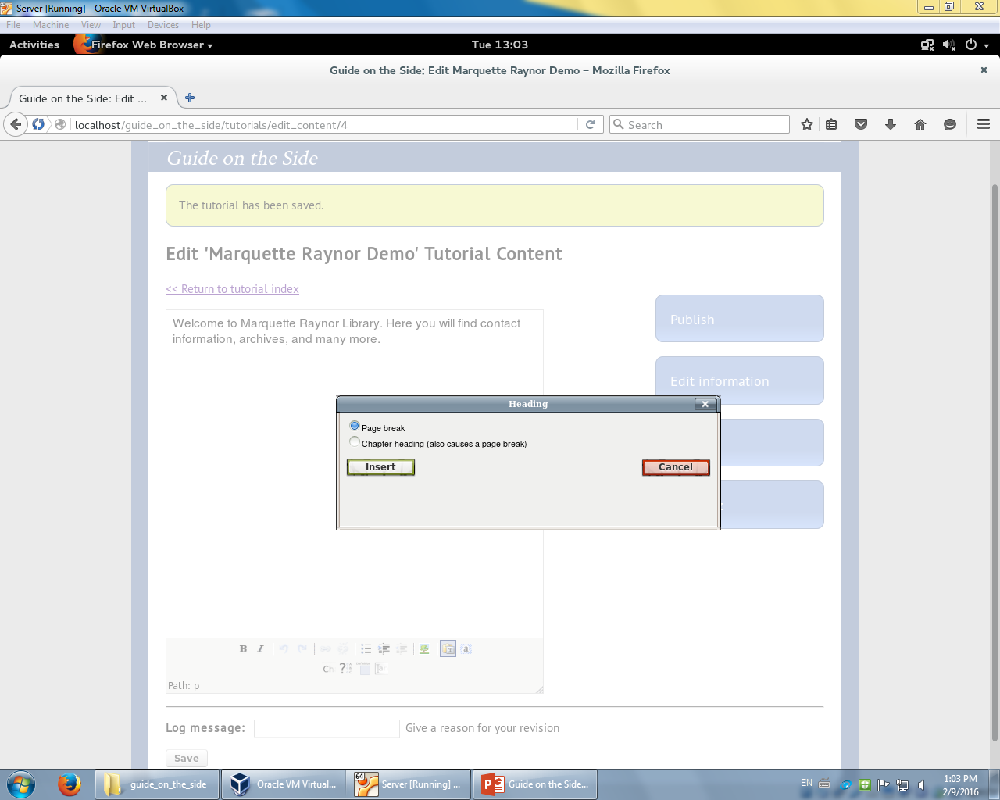 Server [Running] - Oracle VM VirtualBox
File Machine View Input Devices Help
Activities Firefox Web Browser Tue 13:03
Guide on the Side: Edit Marquette Raynor Demo – Mozilla Firefox
Guide on the Side: Edit ...
localhost/guide_on_the_side/tutorials/edit_content/4 Search
Guide on the Side
The tutorial has been saved.
Edit 'Marquette Raynor Demo' Tutorial Content
<< Return to tutorial index
Publish
Welcome to Marquette Raynor Library. Here you will find contact
information, archives, and many more.
Edit information
Heading
Page break
Chapter heading (also causes a page break)
Insert Cancel
B I
Ch ?
Path: p
Log message: Give a reason for your revision
Save
guide_on_the_side Oracle VM Virtual... 64 Server [Running] ... Guide on the Side... EN 1:03 PM
2/9/2016